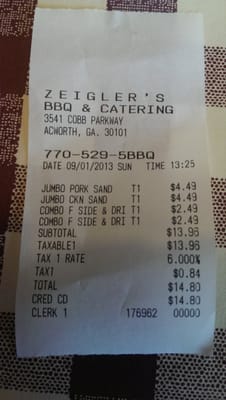 ZEIGLER'S
BBQ & CATERING
3541 COBB PARKWAY
ACWORTH, GA. 30101
770-529-5BBQ
DATE 09/01/2013 SUN TIME 13:25
JUMBO PORK SAND T1 $4.49
JUMBO CKN SAND T1 $4.49
COMBO F SIDE & DRI T1 $2.49
COMBO F SIDE & DRI T1 $2.49
SUBTOTAL $13.96
TAXABLE1 $13.96
TAX 1 RATE 6.000%
TAX1 $0.84
TOTAL $14.80
CRED CD $14.80
CLERK 1 176962 00000